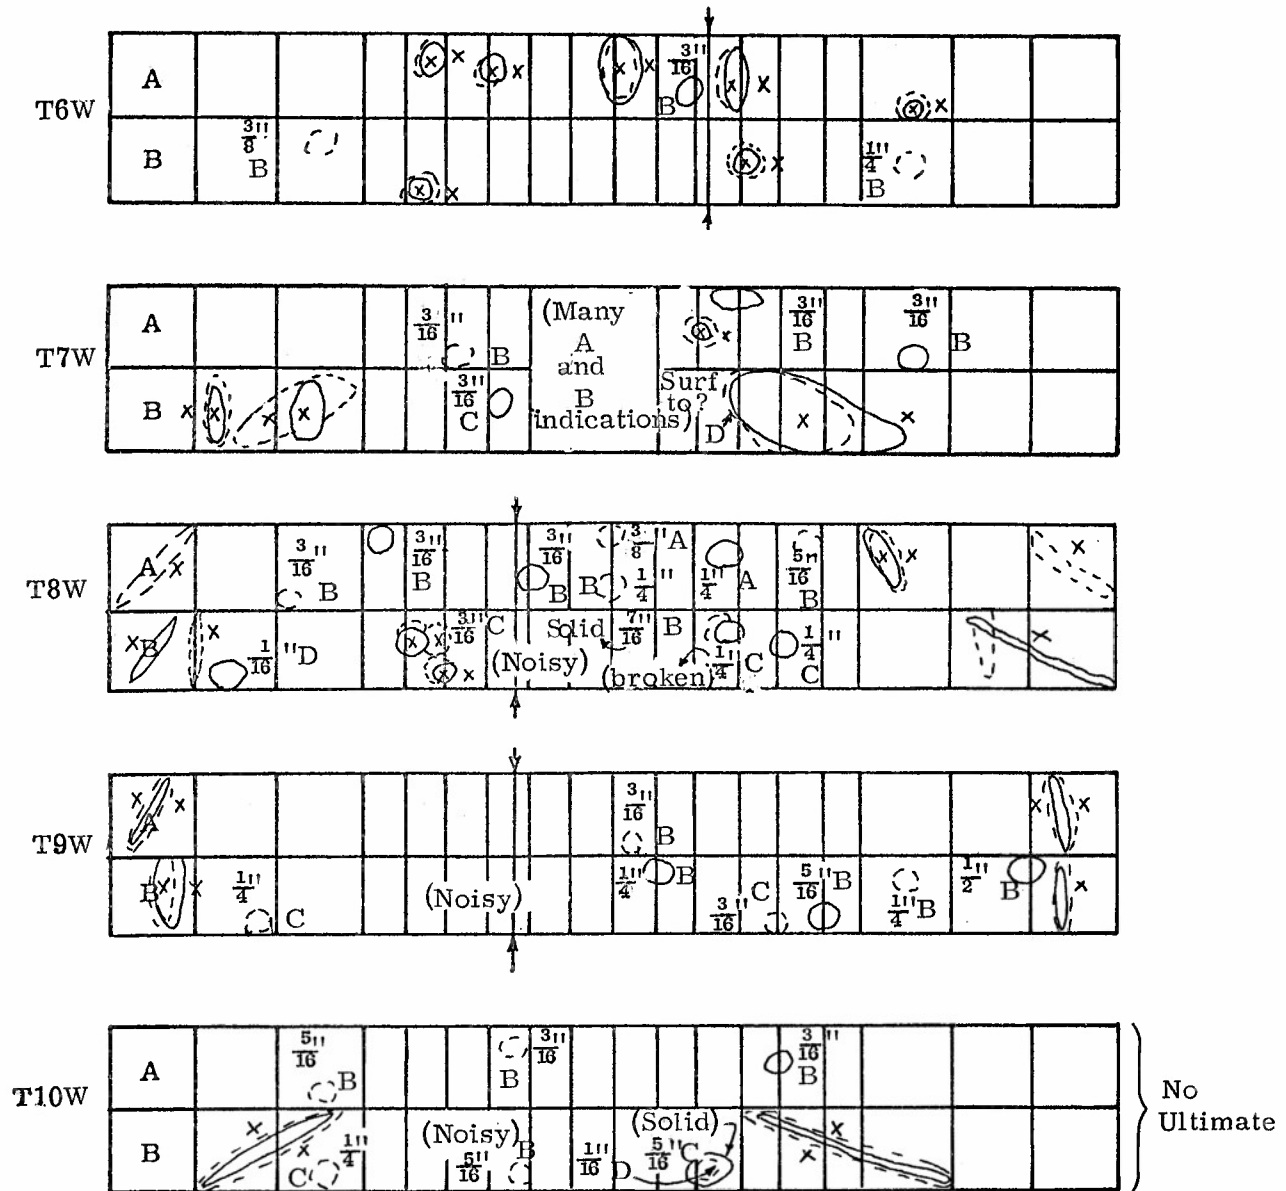 T6W
A x x x x x x 3/16" B x x x x
B 3/8" B x x x x 1/4" B
T7W
A 3/16" B (Many A and B indications) x x 3/16" B 3/16" B
B x x x x 3/16" C Surf to? D x x
T8W
A x 3/16" B 3/16" B 3/16" B 3/8" A B 1/4" 1/4" A 5/16" B x x x
B x x 1/16" D x x x x 3/16" C (Noisy) Solid 7/16" B (broken) 1/4" C 1/4" C x
T9W
A x x 3/16" B x x
B x x 1/4" C (Noisy) 1/4" B 3/16" C 5/16" B 1/4" B 1/2" B x
T10W
A 5/16" B 3/16" B 3/16" B
B x x 1/4" C (Noisy) 5/16" B 1/16" D (Solid) 5/16" C x x
No
Ultimate